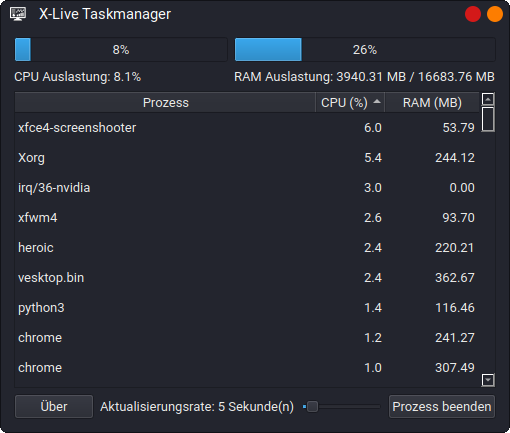 X-Live Taskmanager
8% 26%
CPU Auslastung: 8.1% RAM Auslastung: 3940.31 MB / 16683.76 MB
Prozess CPU (%) RAM (MB)
xfce4-screenshooter 6.0 53.79
Xorg 5.4 244.12
irq/36-nvidia 3.0 0.00
xfwm4 2.6 93.70
heroic 2.4 220.21
vesktop.bin 2.4 362.67
python3 1.4 116.46
chrome 1.2 241.27
chrome 1.0 307.49
Über Aktualisierungsrate: 5 Sekunde(n) Prozess beenden